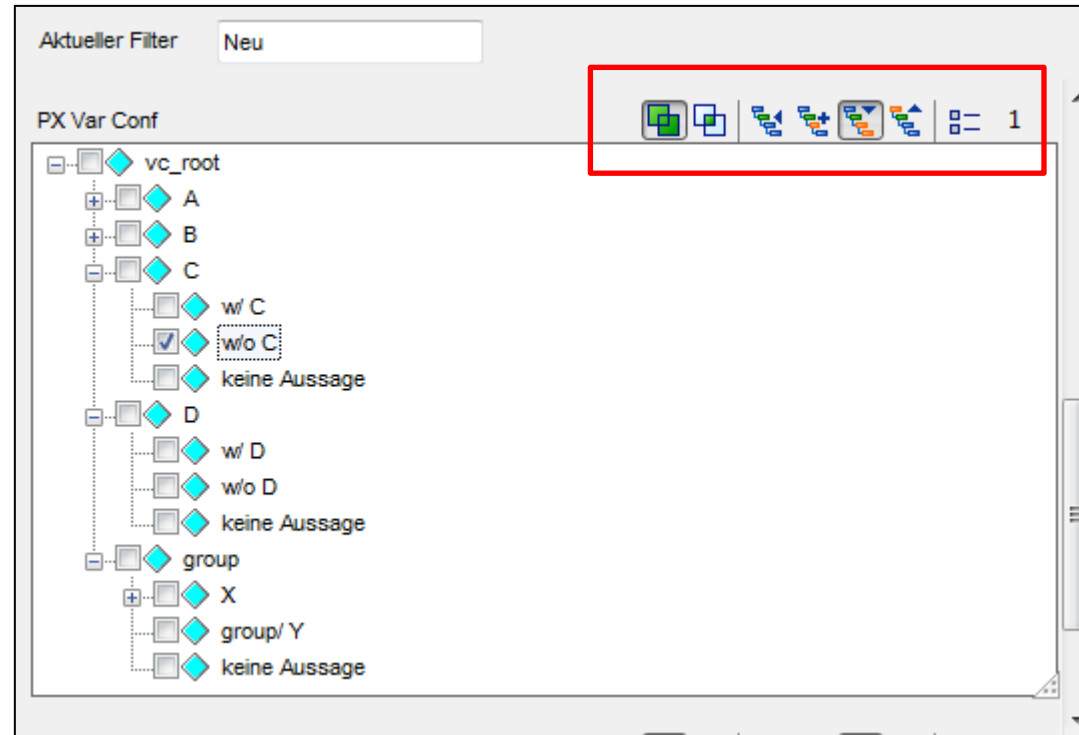 Aktueller Filter Neu
PX Var Conf 1
vc_root
A
B
C
w/ C
w/o C
keine Aussage
D
w/ D
w/o D
keine Aussage
group
X
group/ Y
keine Aussage